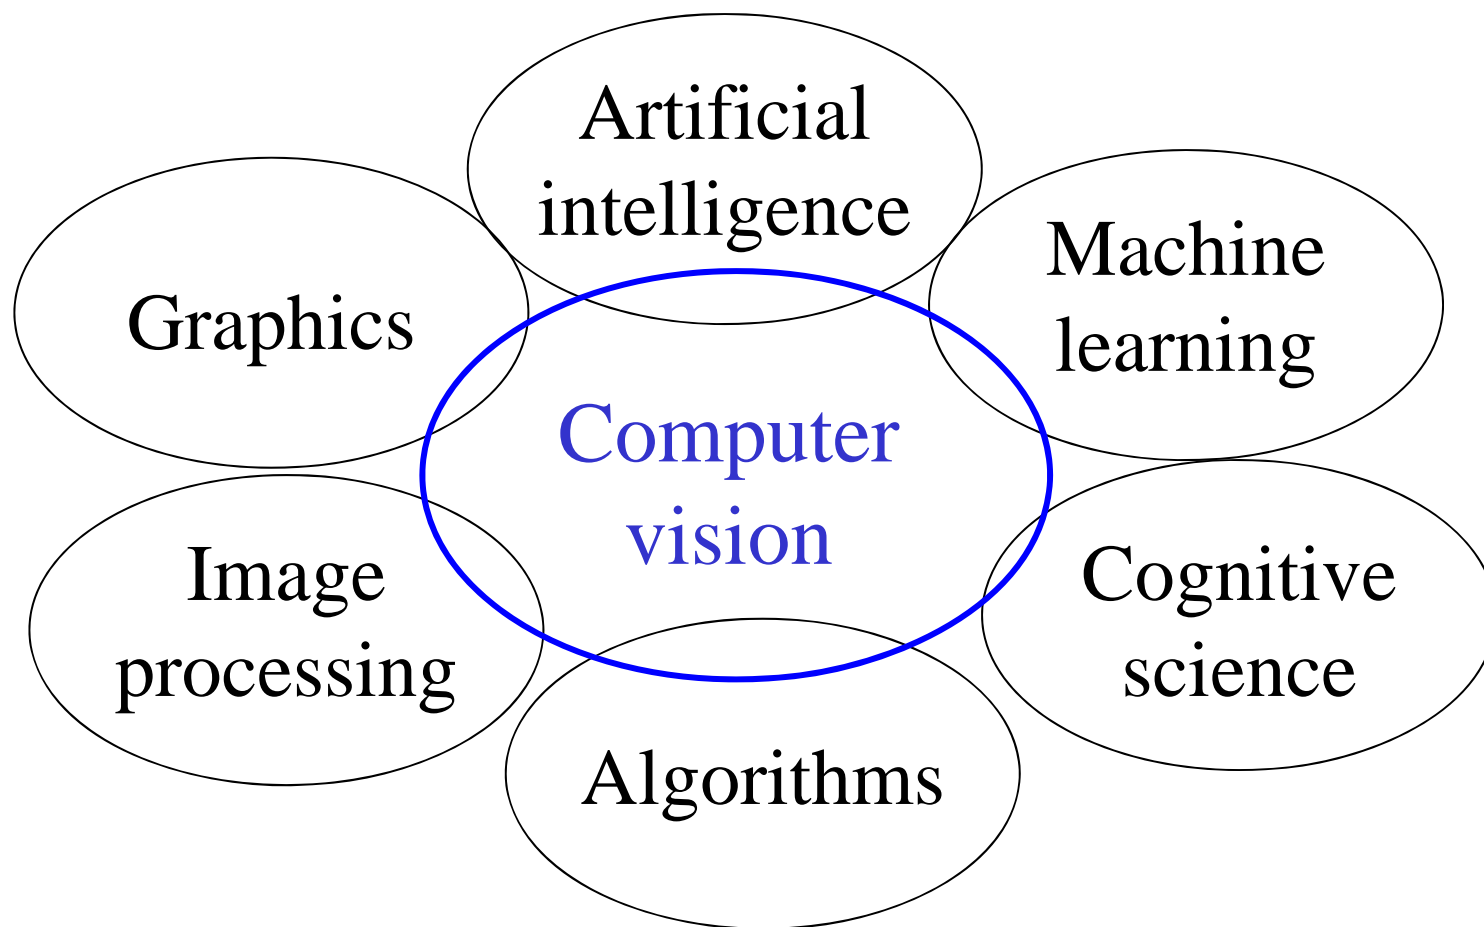 Artificial
intelligence
Machine
learning
Graphics
Computer
vision
Image
processing
Cognitive
science
Algorithms